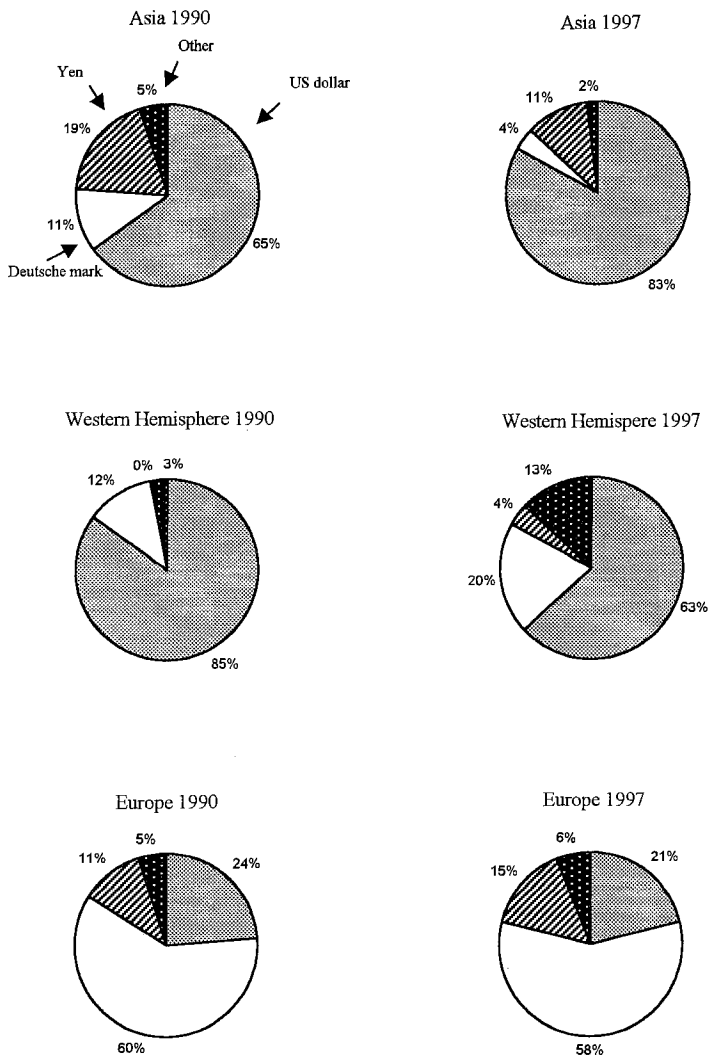 Asia 1990
Asia 1997
Other
Yen
US dollar
5%
19%
11%
65%
Deutsche mark
2%
11%
4%
83%
Western Hemisphere 1990
Western Hemispere 1997
0% 3%
12%
85%
13%
4%
20%
63%
Europe 1990
Europe 1997
5%
11%
24%
60%
6%
15%
21%
58%